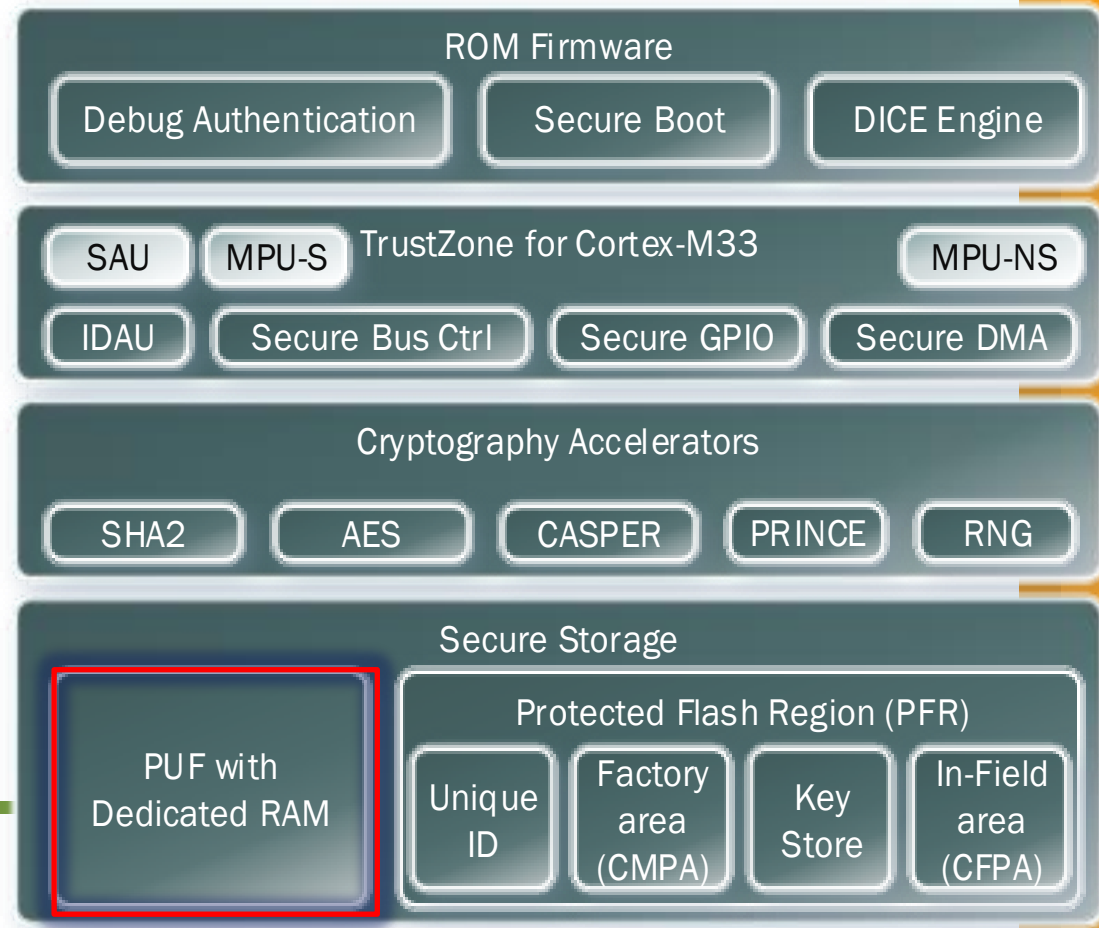 ROM Firmware
Debug Authentication
Secure Boot
DICE Engine
SAU
MPU-S
TrustZone for Cortex-M33
MPU-NS
IDAU
Secure Bus Ctrl
Secure GPIO
Secure DMA
Cryptography Accelerators
SHA2
AES
CASPER
PRINCE
RNG
Secure Storage
PUF with
Dedicated RAM
Protected Flash Region (PFR)
Unique
ID
Factory
area
(CMPA)
Key
Store
In-Field
area
(CFPA)